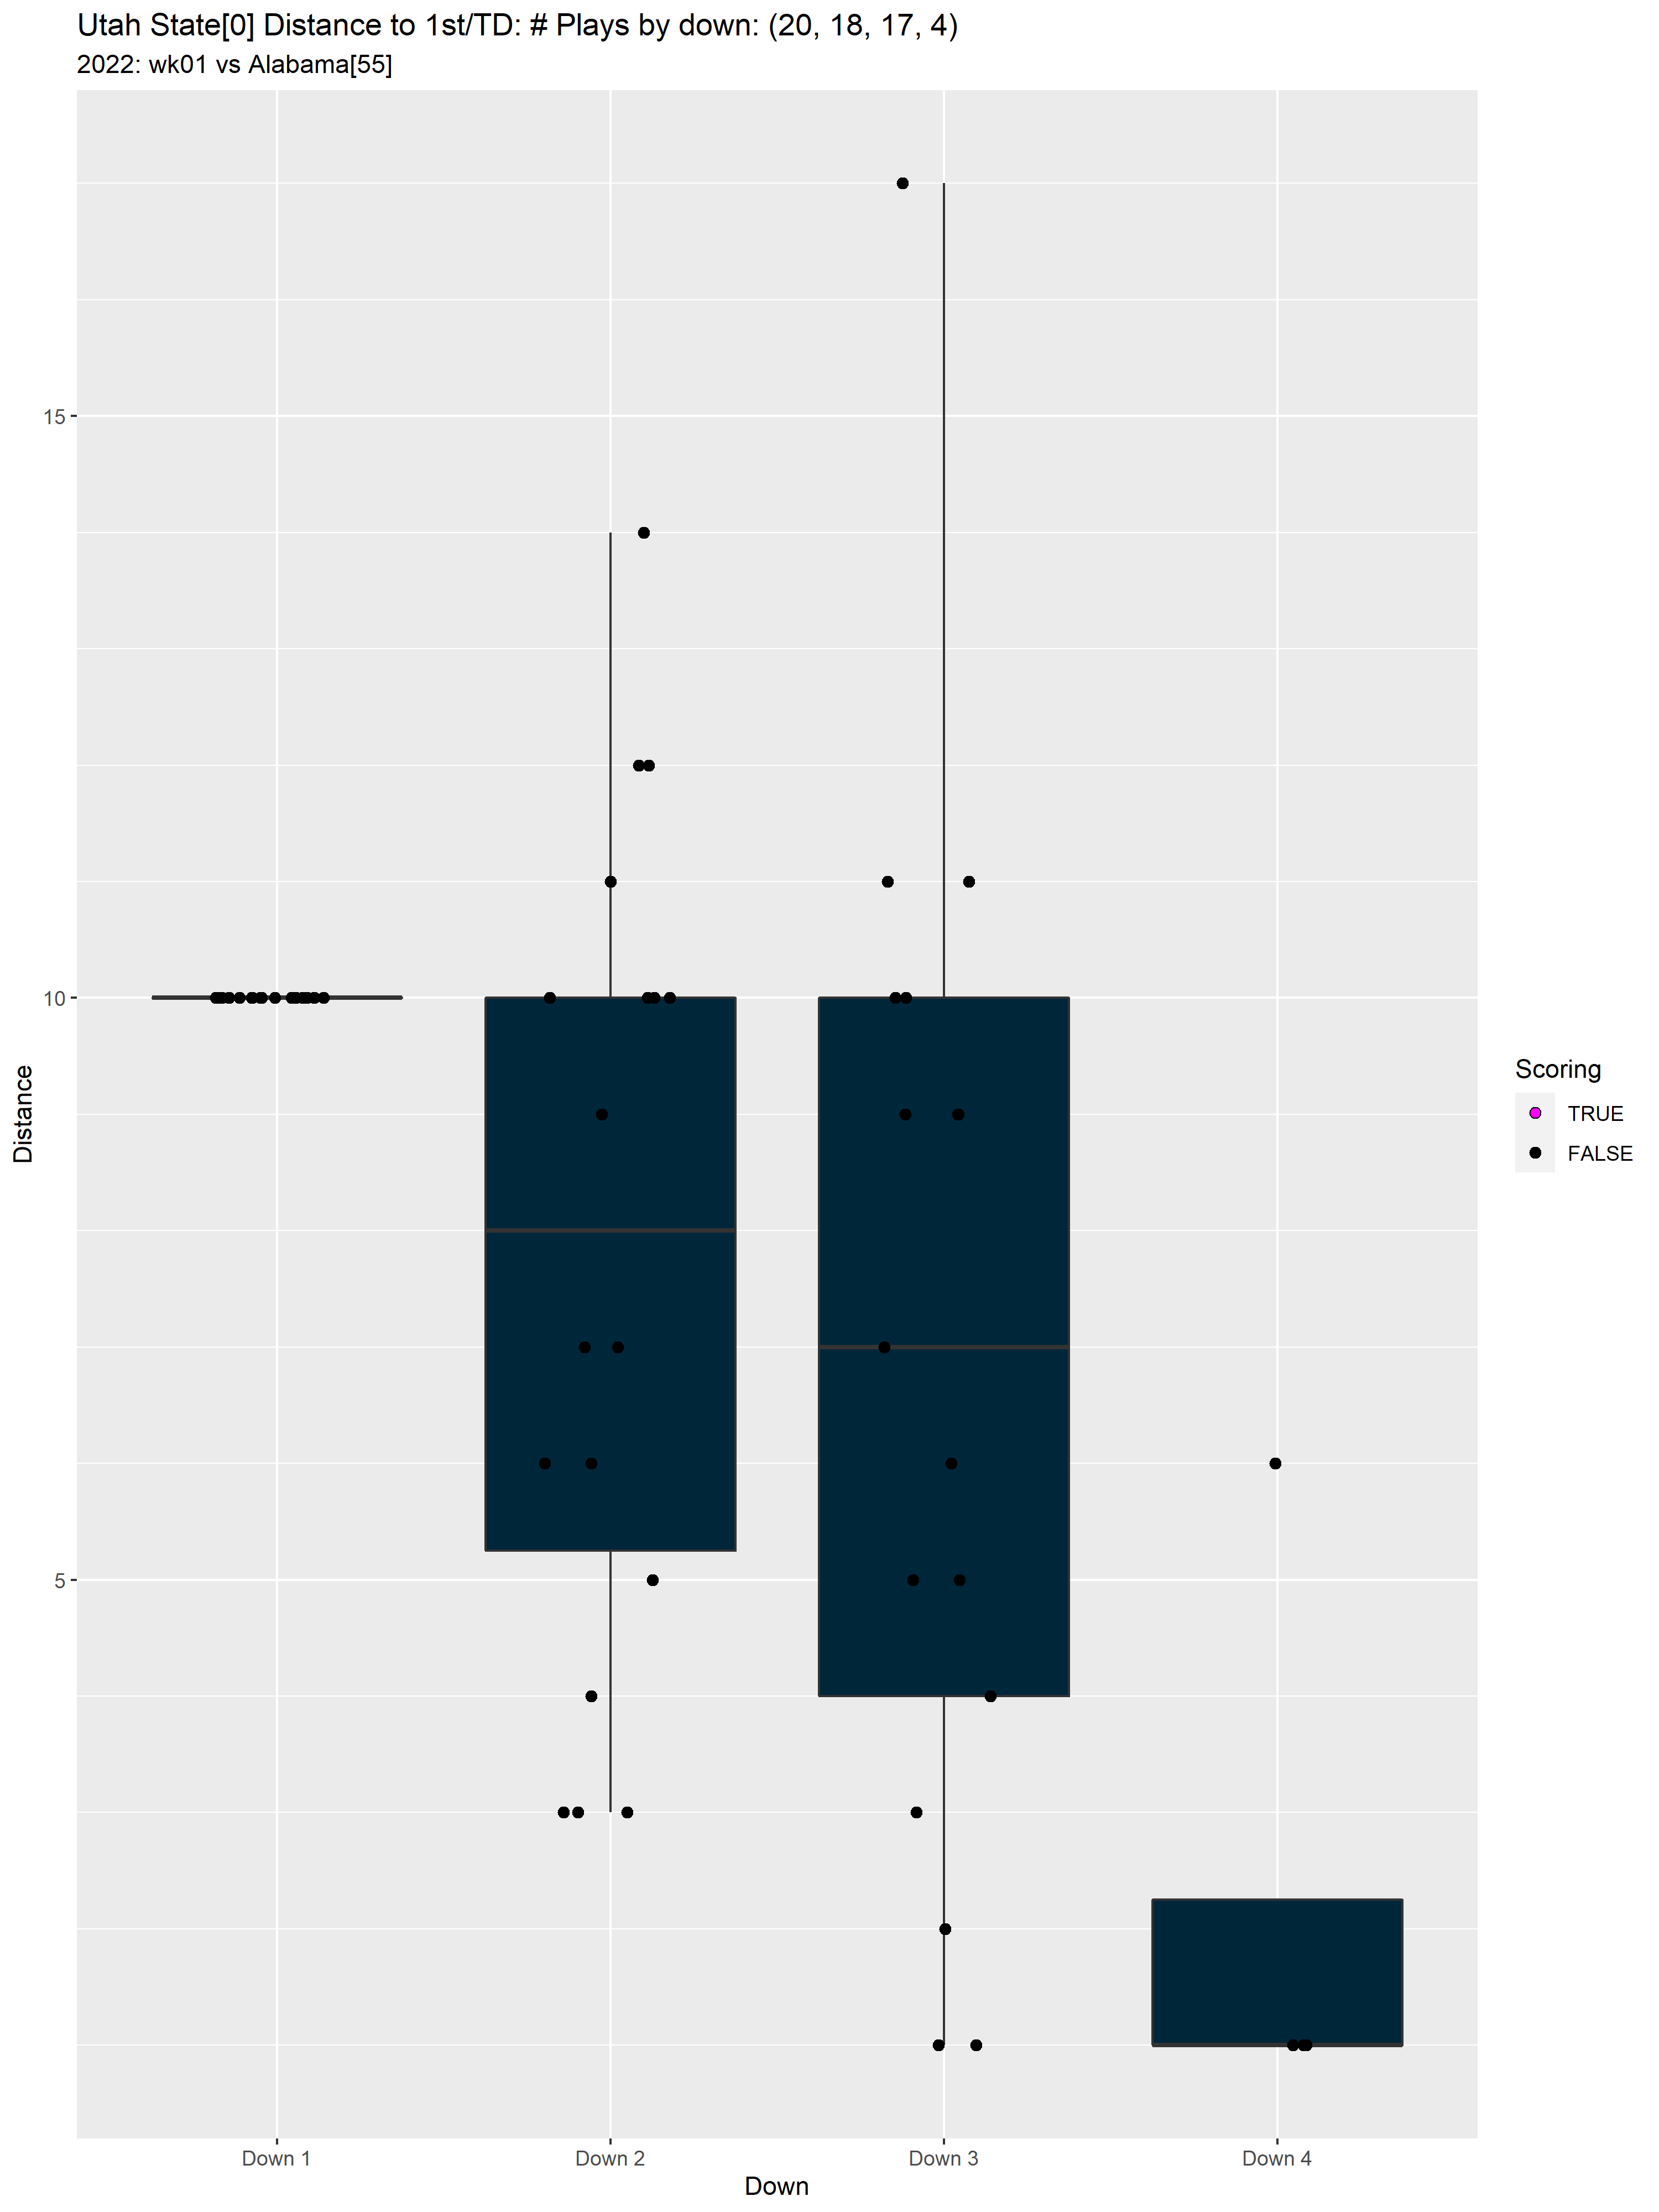 Utah State[0] Distance to 1st/TD: # Plays by down: (20, 18, 17, 4)
2022: wk01 vs Alabama[55]
15
10
5
Distance
Down 1
Down 2
Down 3
Down 4
Down
Scoring
TRUE
FALSE